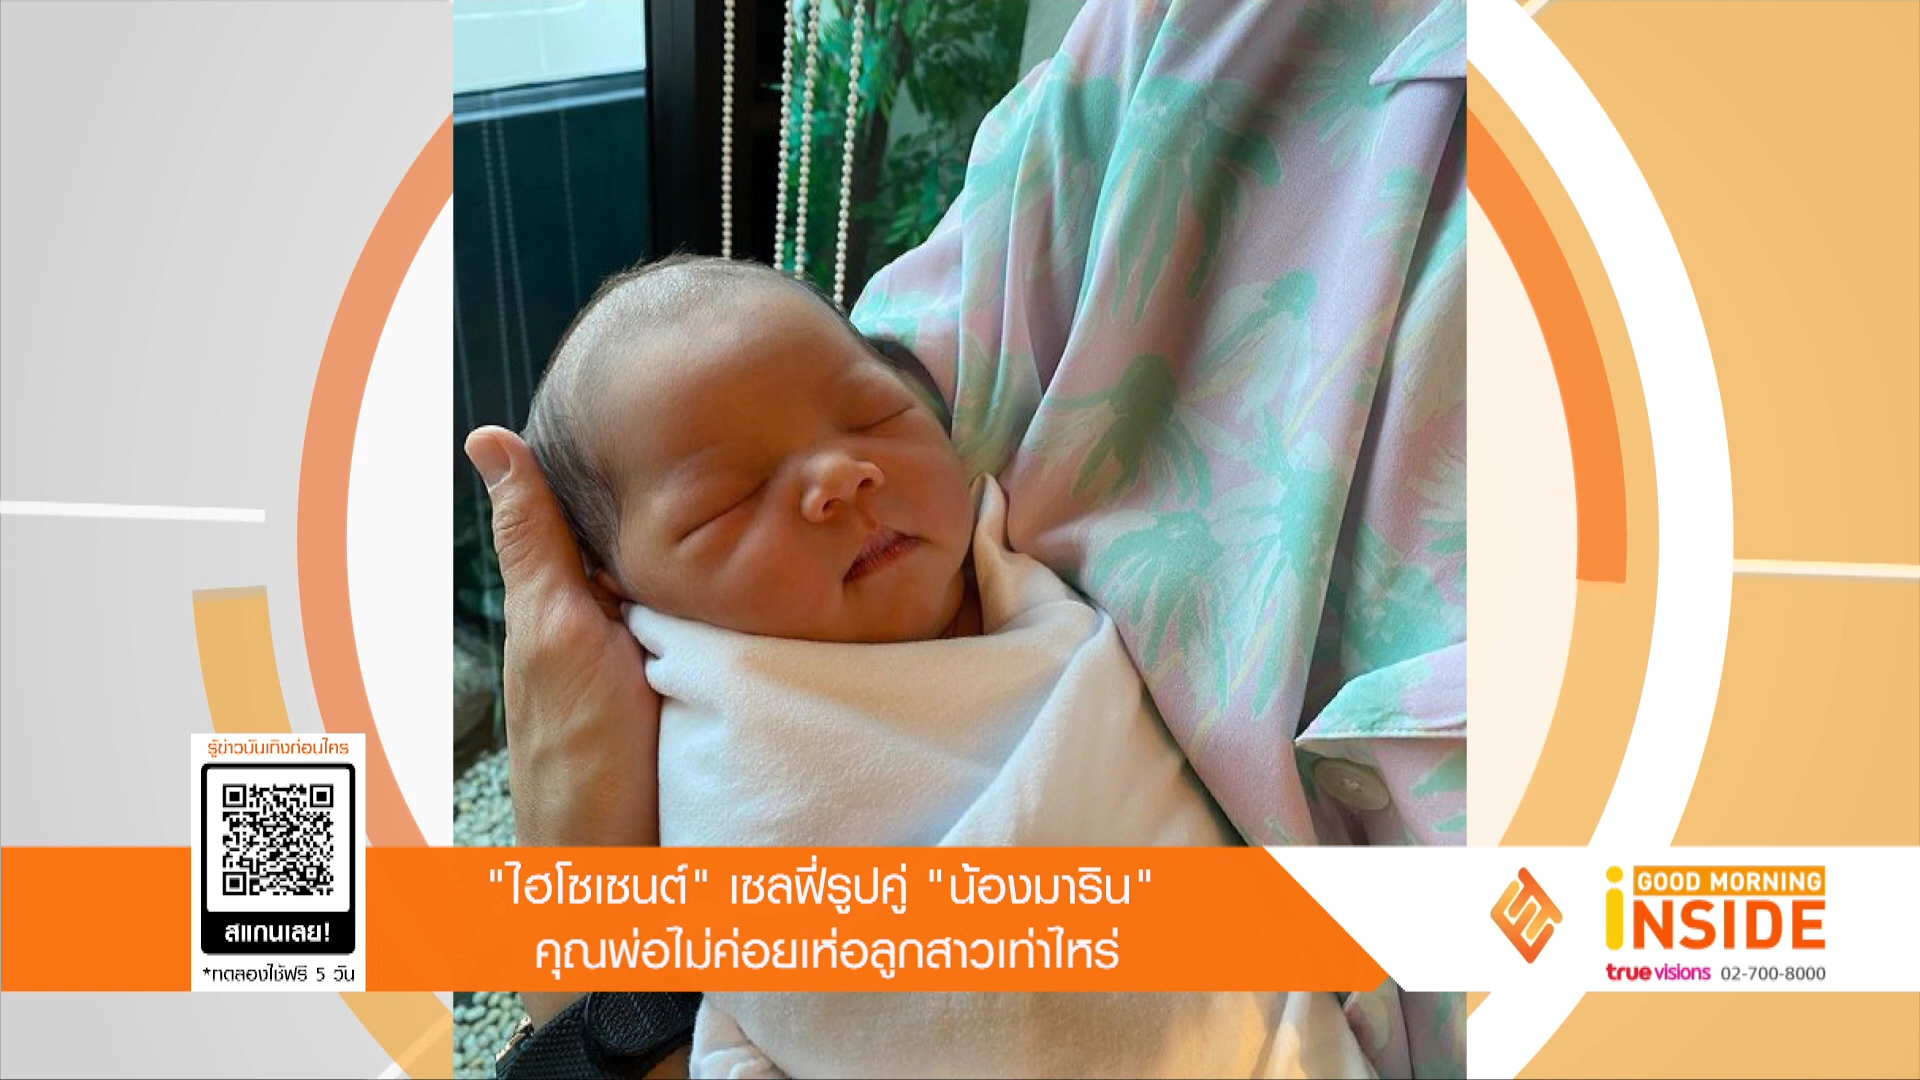 รู้ข่าวบันเทิงก่อนใคร
สแกนเลย!
*ทดลองใช้ฟรี 5 วัน
"ไฮโซเซนต์" เซลฟี่รูปคู่ "น้องมาริน"
คุณพ่อไม่ค่อยเห่อลูกสาวเท่าไหร่
GOOD MORNING
iNSIDE
truevisions 02-700-8000